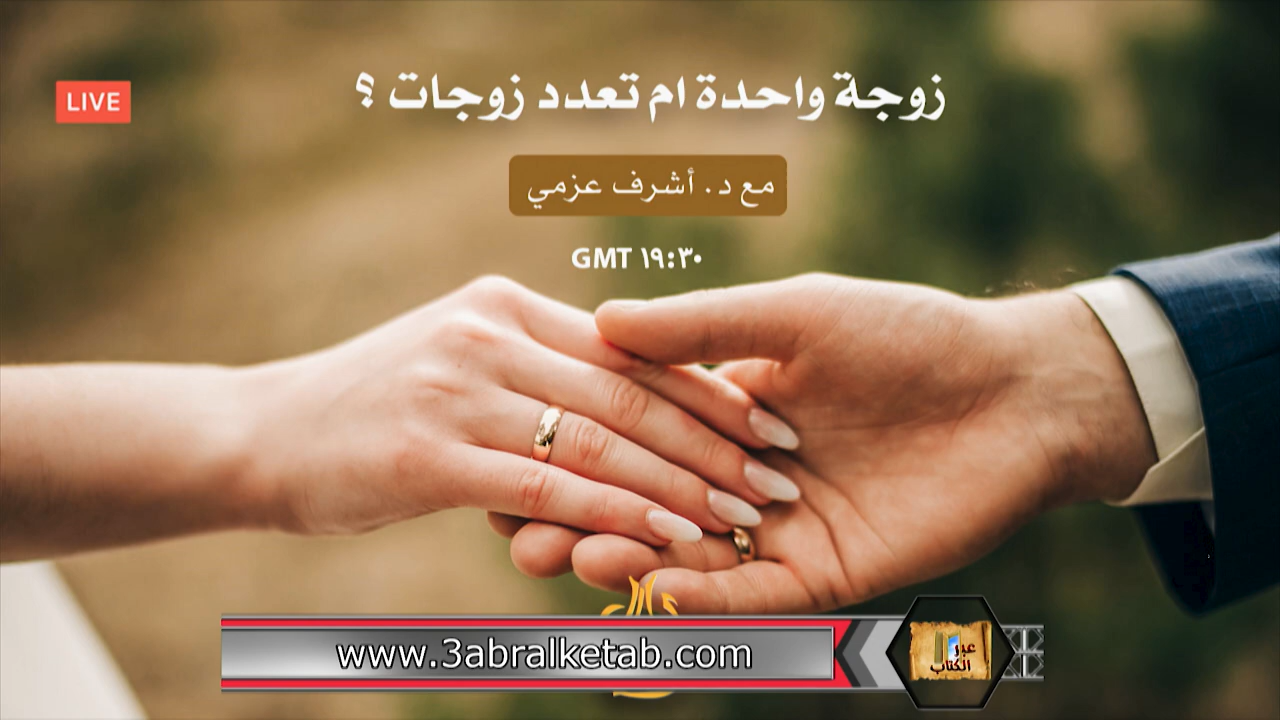 LIVE
زوجة واحدة ام تعدد زوجات ؟
مع د. أشرف عزمي
GMT ١٩:٣٠
www.3abralketab.com
عبر
الكتاب